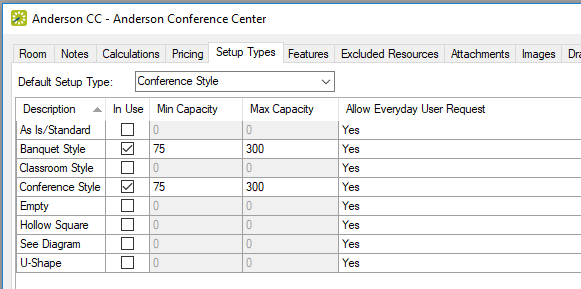 Anderson CC - Anderson Conference Center
Room Notes Calculations Pricing Setup Types Features Excluded Resources Attachments Images Dra
Default Setup Type: Conference Style
Description In Use Min Capacity Max Capacity Allow Everyday User Request
As Is/Standard 0 0 Yes
Banquet Style 75 300 Yes
Classroom Style 0 0 Yes
Conference Style 75 300 Yes
Empty 0 0 Yes
Hollow Square 0 0 Yes
See Diagram 0 0 Yes
U-Shape 0 0 Yes